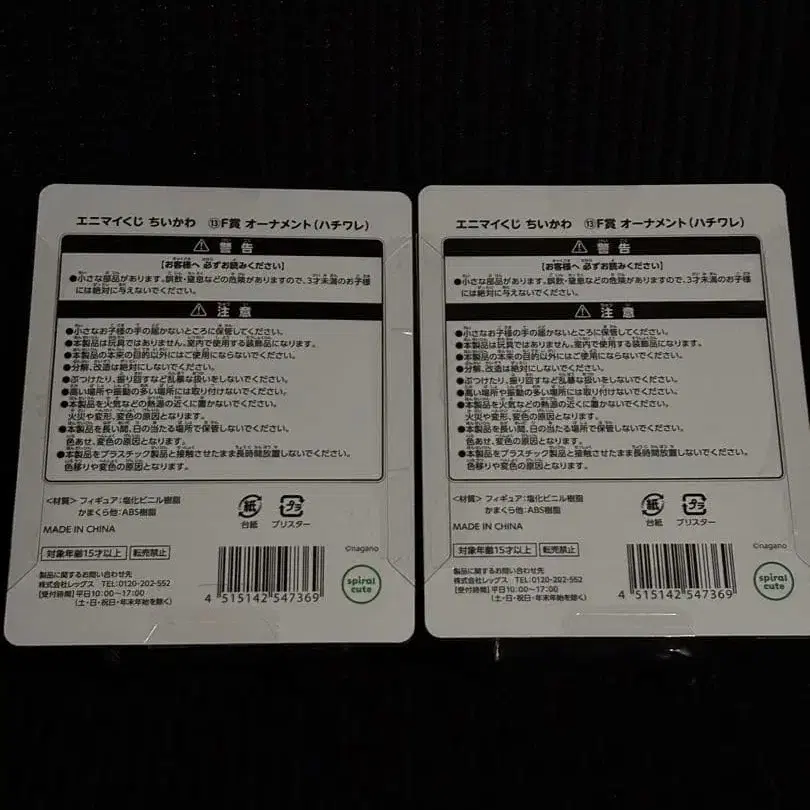 エニマイくじ ちいかわ ⑬F賞 オーナメント(ハチワレ)
⚠ 警告
【お客様へ 必ずお読みください】
●小さな部品があります。誤飲・窒息などの危険がありますので、3才未満のお子様
には絶対に与えないでください。
⚠ 注意
●小さなお子様の手の届かないところに保管してください。
●本製品は玩具ではありません。室内で使用する装飾品になります。
●本製品の本来の目的以外にはご使用にならないでください。
●分解、改造は絶対にしないでください。
●ぶつけたり、振り回すなど乱暴な扱いをしないでください。
●高い場所や振動の多い場所には取り付けないでください。
●本製品を火気などの熱源の近くに置かないでください。
火災や変形、変色の原因となります。
●本製品を長い間、日の当たる場所で保管しないでください。
色あせ、変色の原因となります。
●本製品をプラスチック製品と接触させたまま長時間放置しないでください。
色移りや変色の原因となります。
<材質> フィギュア:塩化ビニル樹脂
かまくら他:ABS樹脂
紙 プラ
台紙 ブリスター
MADE IN CHINA
©nagano
対象年齢15才以上 転売禁止
製品に関するお問い合わせ先
株式会社レッグス TEL:0120-202-552
[受付時間] 平日10:00~17:00
(土・日・祝日・年末年始を除く)
4 515142 547369
spiral
cute
エニマイくじ ちいかわ ⑬F賞 オーナメント(ハチワレ)
⚠ 警告
【お客様へ 必ずお読みください】
●小さな部品があります。誤飲・窒息などの危険がありますので、3才未満のお子様
には絶対に与えないでください。
⚠ 注意
●小さなお子様の手の届かないところに保管してください。
●本製品は玩具ではありません。室内で使用する装飾品になります。
●本製品の本来の目的以外にはご使用にならないでください。
●分解、改造は絶対にしないでください。
●ぶつけたり、振り回すなど乱暴な扱いをしないでください。
●高い場所や振動の多い場所には取り付けないでください。
●本製品を火気などの熱源の近くに置かないでください。
火災や変形、変色の原因となります。
●本製品を長い間、日の当たる場所で保管しないでください。
色あせ、変色の原因となります。
●本製品をプラスチック製品と接触させたまま長時間放置しないでください。
色移りや変色の原因となります。
<材質> フィギュア:塩化ビニル樹脂
かまくら他:ABS樹脂
紙 プラ
台紙 ブリスター
MADE IN CHINA
©nagano
対象年齢15才以上 転売禁止
製品に関するお問い合わせ先
株式会社レッグス TEL:0120-202-552
[受付時間] 平日10:00~17:00
(土・日・祝日・年末年始を除く)
4 515142 547369
spiral
cute